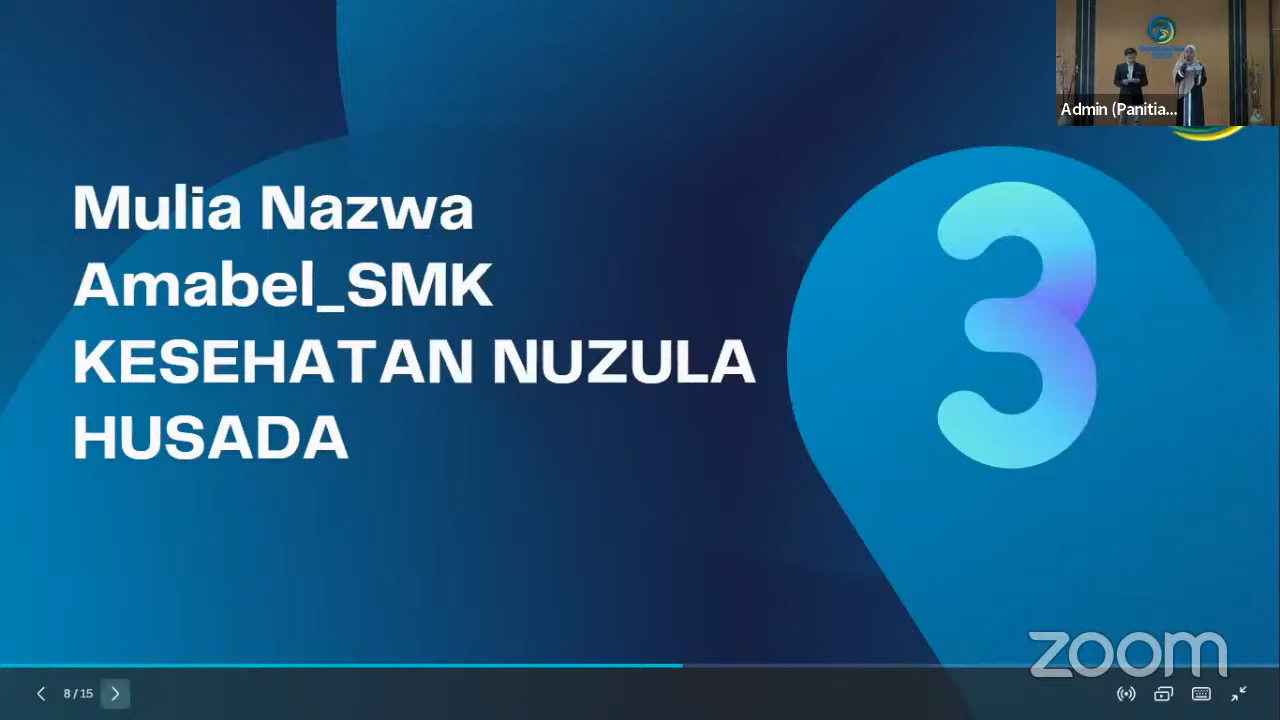 Admin (Panitia...
Mulia Nazwa
Amabel_SMK
KESEHATAN NUZULA
HUSADA
3
zoom
8 / 15